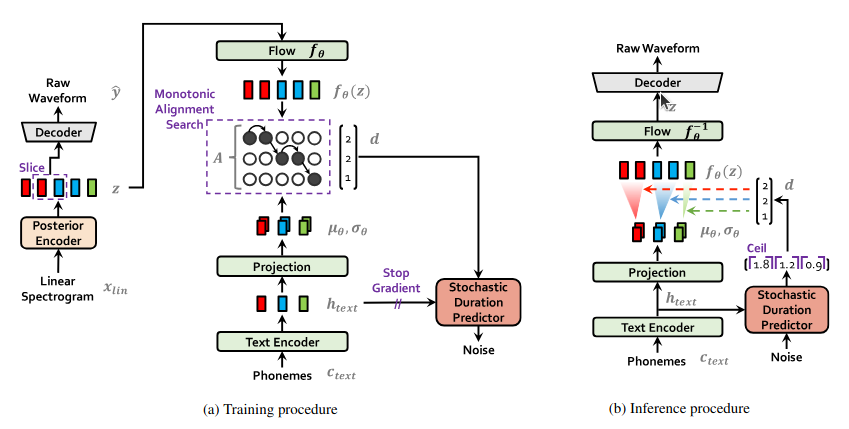 Raw
Waveform
ŷ
Decoder
Slice
z
Posterior
Encoder
Linear
Spectrogram
x_lin
Flow f_θ
f_θ(z)
Monotonic
Alignment
Search
A
2
2
1
d
μ_θ, σ_θ
Projection
Stop
Gradient
//
h_text
Text Encoder
Phonemes
c_text
Stochastic
Duration
Predictor
Noise
(a) Training procedure
Raw Waveform
Decoder
z
Flow f_θ^{-1}
f_θ(z)
2
2
1
d
μ_θ, σ_θ
Ceil
[⌈1.8⌉⌈1.2⌉⌈0.9⌉]
Projection
h_text
Stochastic
Duration
Predictor
Text Encoder
Phonemes
c_text
Noise
(b) Inference procedure